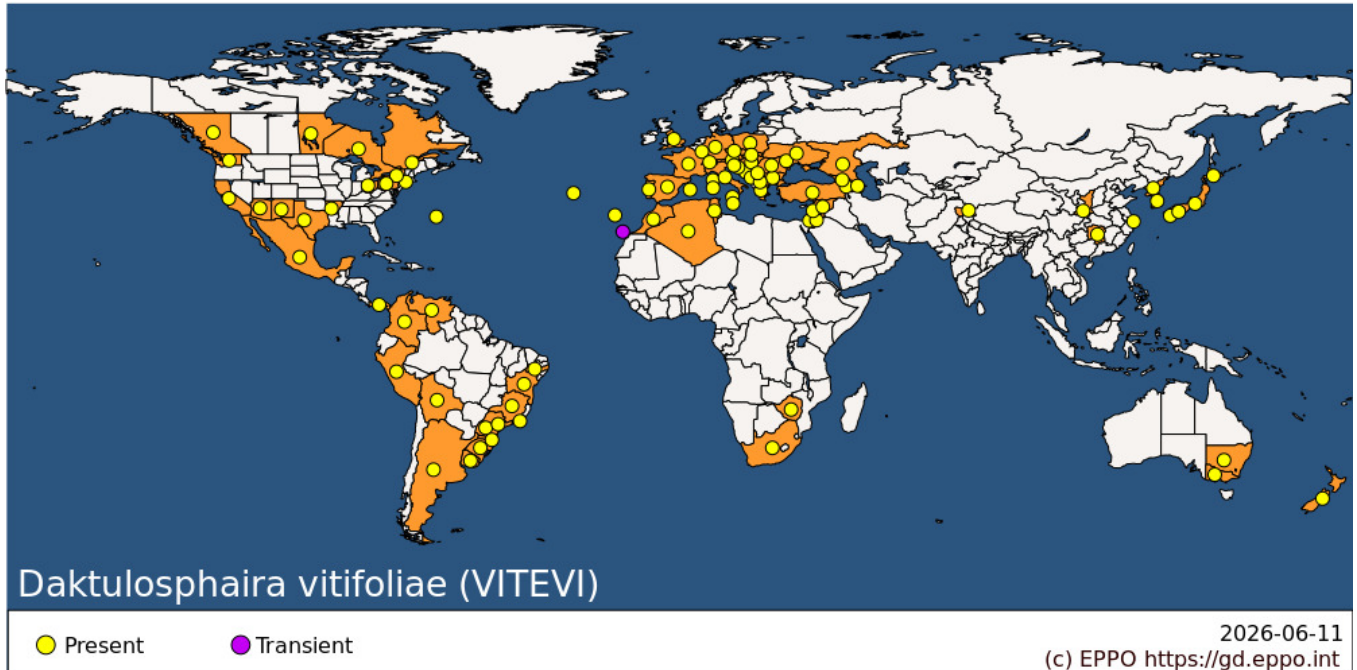 Daktulosphaira vitifoliae (VITEVI)
Present
Transient
2026-06-11
(c) EPPO https://gd.eppo.int